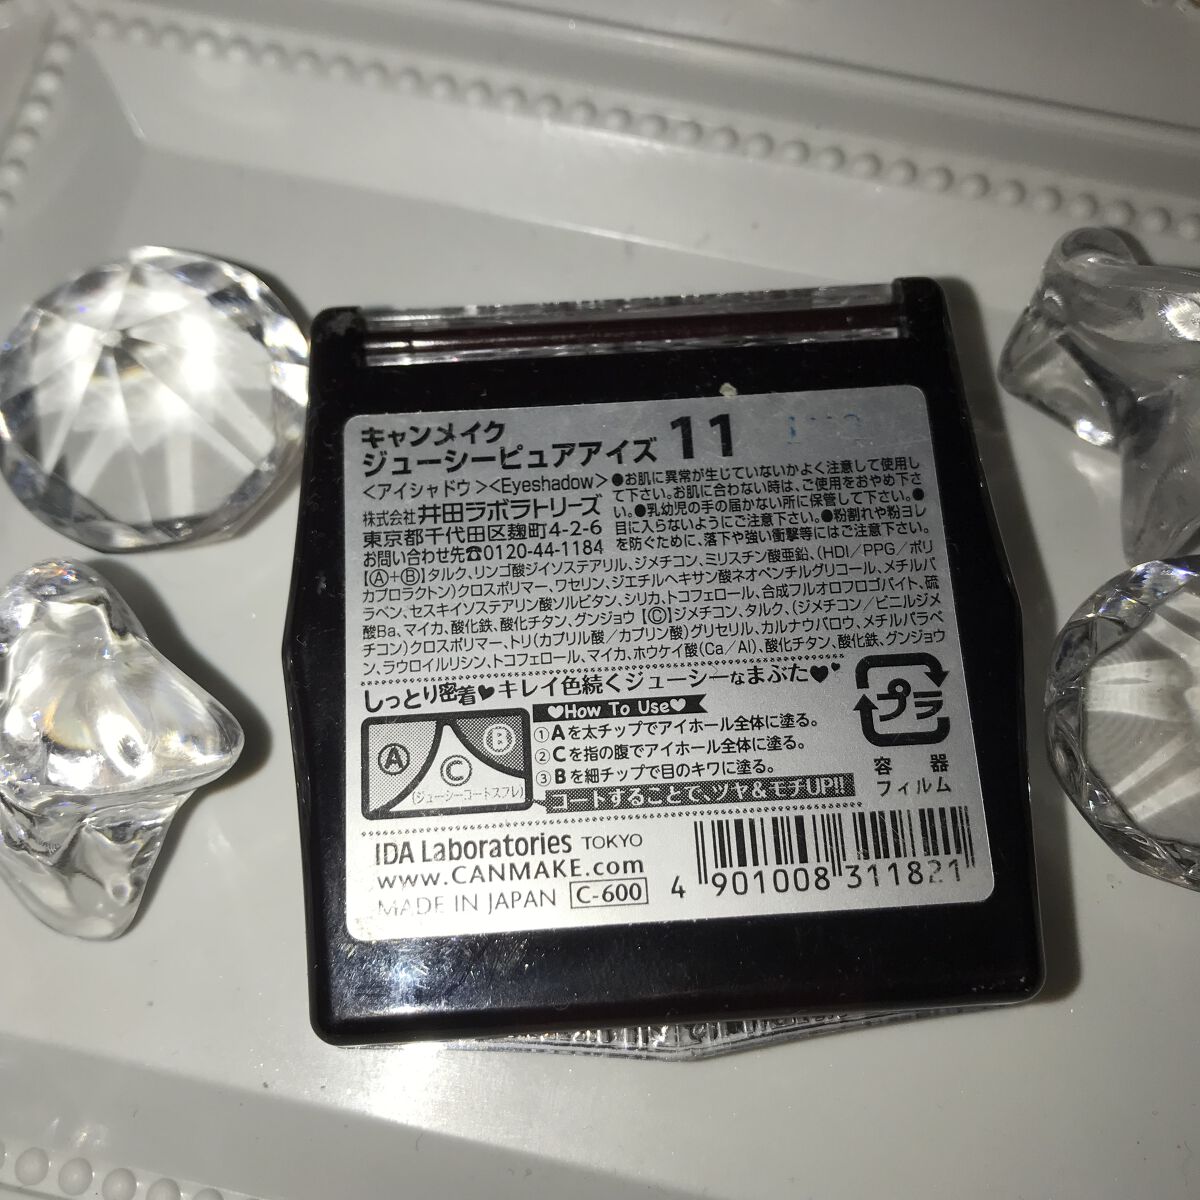 キャンメイク
ジューシーピュアアイズ 11
<アイシャドウ><Eyeshadow>
株式会社 井田ラボラトリーズ
東京都千代田区麹町4-2-6
お問い合わせ先☎0120-44-1184
●お肌に異常が生じていないかよく注意して使用し
て下さい。お肌に合わない時は、ご使用をおやめ下さ
い。●乳幼児の手の届かない所に保管して下さい。●
目に入らないようにご注意下さい。●粉割れや粉ヨレ
を防ぐために、落下や強い衝撃等にはご注意下さい。
【Ⓐ+Ⓑ】タルク、リンゴ酸ジイソステアリル、ジメチコン、ミリスチン酸亜鉛、(HDI/PPG/ポリ
カプロラクトン)クロスポリマー、ワセリン、ジエチルヘキサン酸ネオペンチルグリコール、メチルパ
ラベン、セスキイソステアリン酸ソルビタン、シリカ、トコフェロール、合成フルオロフロゴパイト、硫
酸Ba、マイカ、酸化鉄、酸化チタン、グンジョウ【Ⓒ】ジメチコン、タルク、(ジメチコン/ビニルジメ
チコン)クロスポリマー、トリ(カプリル酸/カプリン酸)グリセリル、カルナウバロウ、メチルパラベ
ン、ラウロイルリシン、トコフェロール、マイカ、ホウケイ酸(Ca/Al)、酸化チタン、酸化鉄、グンジョウ
しっとり密着♥キレイ色続くジューシーなまぶた♥♥
♥How To Use♥
①Aを太チップでアイホール全体に塗る。
②Cを指の腹でアイホール全体に塗る。
③Bを細チップで目のキワに塗る。
コートすることで、ツヤ&モチUP!!
Ⓐ
Ⓑ
Ⓒ
(ジューシーコートスフレ)
プラ
容器
フィルム
IDA Laboratories TOKYO
www.CANMAKE.com
MADE IN JAPAN C-600
4 901008 311821